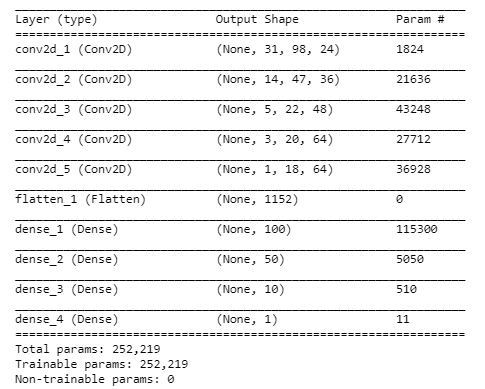 Layer (type) Output Shape Param #
conv2d_1 (Conv2D) (None, 31, 98, 24) 1824
conv2d_2 (Conv2D) (None, 14, 47, 36) 21636
conv2d_3 (Conv2D) (None, 5, 22, 48) 43248
conv2d_4 (Conv2D) (None, 3, 20, 64) 27712
conv2d_5 (Conv2D) (None, 1, 18, 64) 36928
flatten_1 (Flatten) (None, 1152) 0
dense_1 (Dense) (None, 100) 115300
dense_2 (Dense) (None, 50) 5050
dense_3 (Dense) (None, 10) 510
dense_4 (Dense) (None, 1) 11
Total params: 252,219
Trainable params: 252,219
Non-trainable params: 0